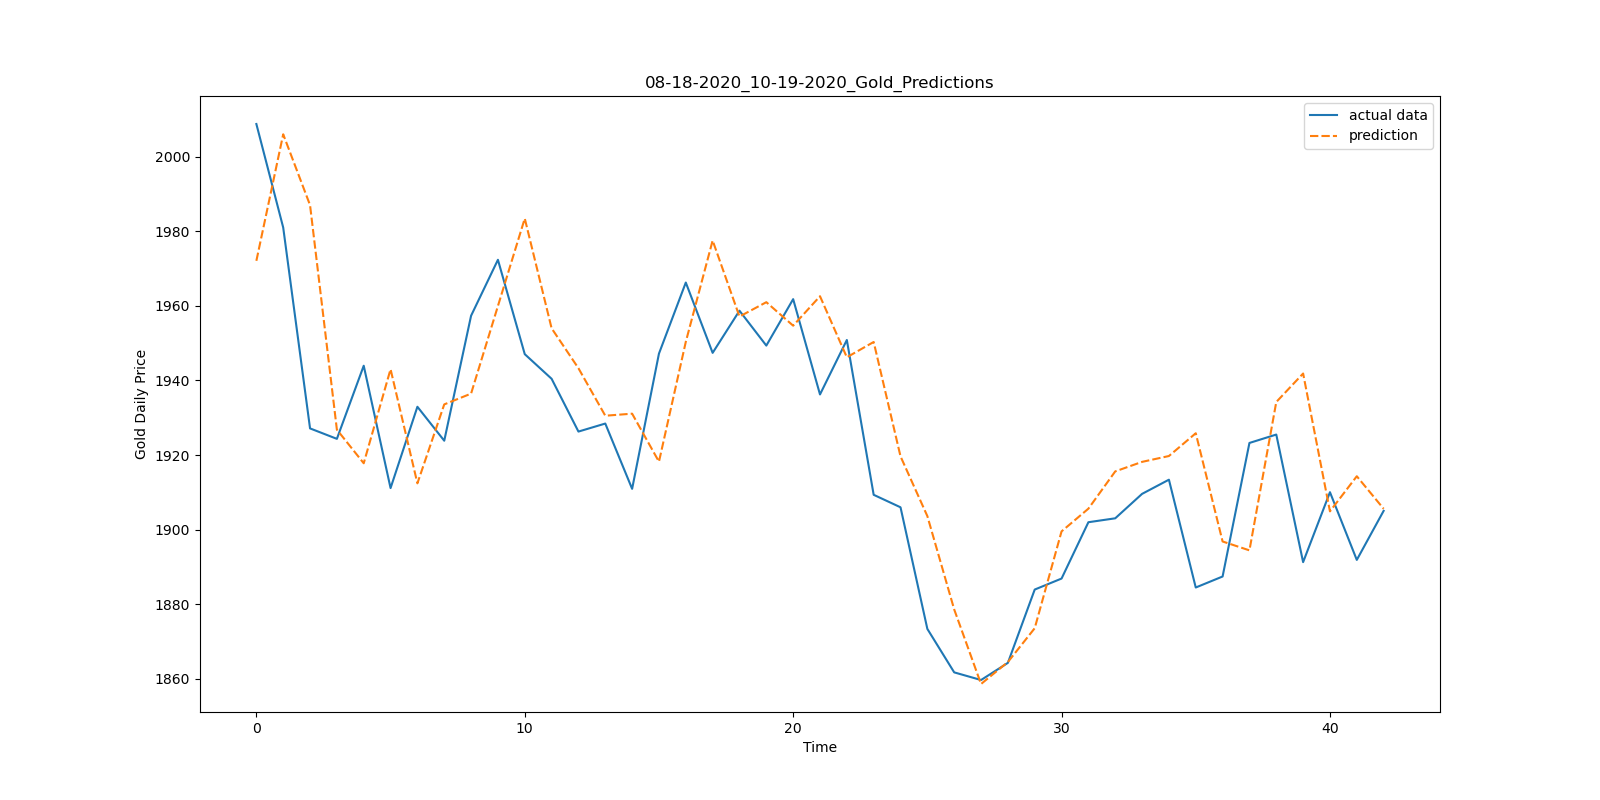 08-18-2020_10-19-2020_Gold_Predictions
actual data
prediction
Gold Daily Price
2000
1980
1960
1940
1920
1900
1880
1860
0 10 20 30 40
Time